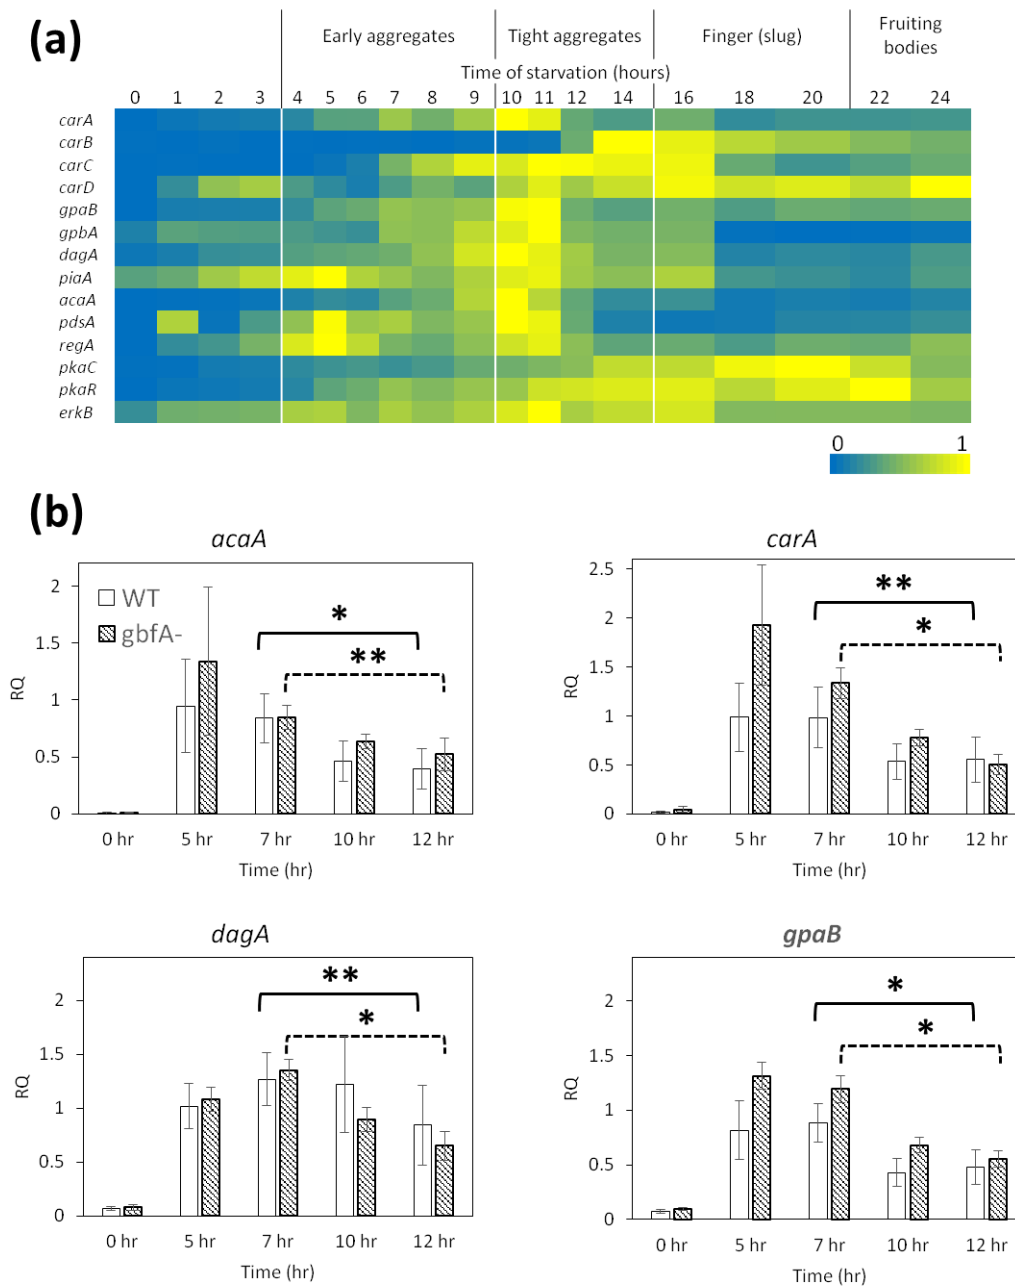 (a)
Early aggregates Tight aggregates Finger (slug) Fruiting bodies
Time of starvation (hours)
0 1 2 3 4 5 6 7 8 9 10 11 12 14 16 18 20 22 24
carA
carB
carC
carD
gpaB
gpbA
dagA
piaA
acaA
pdsA
regA
pkaC
pkaR
erkB
0 1
(b)
acaA
WT
gbfA-
*
**
RQ
2
1.5
1
0.5
0
0 hr 5 hr 7 hr 10 hr 12 hr
Time (hr)
carA
**
*
RQ
2.5
2
1.5
1
0.5
0
0 hr 5 hr 7 hr 10 hr 12 hr
Time (hr)
dagA
**
*
RQ
2
1.5
1
0.5
0
0 hr 5 hr 7 hr 10 hr 12 hr
Time (hr)
gpaB
*
*
RQ
2
1.5
1
0.5
0
0 hr 5 hr 7 hr 10 hr 12 hr
Time (hr)